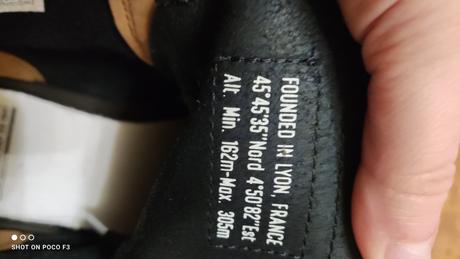 FOUNDED IN LYON, FRANCE
45°45'35"Nord 4°50'82"Est
Alt. Min. 162m-Max. 305m
SHOT ON POCO F3